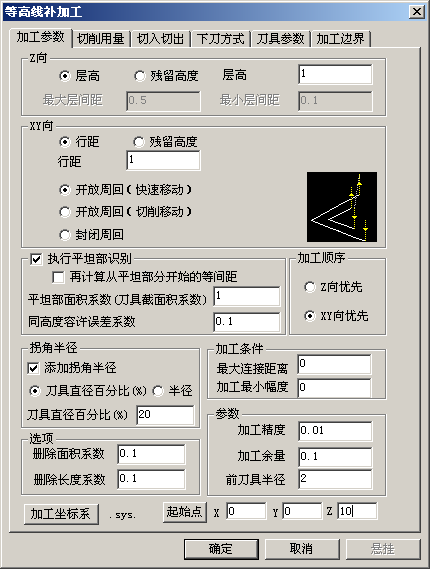 等高线补加工
加工参数 切削用量 切入切出 下刀方式 刀具参数 加工边界
Z向
层高 残留高度 层高 1
最大层间距 0.5 最小层间距 0.1
XY向
行距 残留高度
行距 1
开放周回(快速移动)
开放周回(切削移动)
封闭周回
执行平坦部识别
再计算从平坦部分开始的等间距
平坦部面积系数(刀具截面积系数) 1
同高度容许误差系数 0.1
加工顺序
Z向优先
XY向优先
拐角半径
添加拐角半径
刀具直径百分比(%) 半径
刀具直径百分比(%) 20
加工条件
最大连接距离 0
加工最小幅度 0
选项
删除面积系数 0.1
删除长度系数 0.1
参数
加工精度 0.01
加工余量 0.1
前刀具半径 2
加工坐标系 .sys. 起始点 X 0 Y 0 Z 10
确定 取消 悬挂